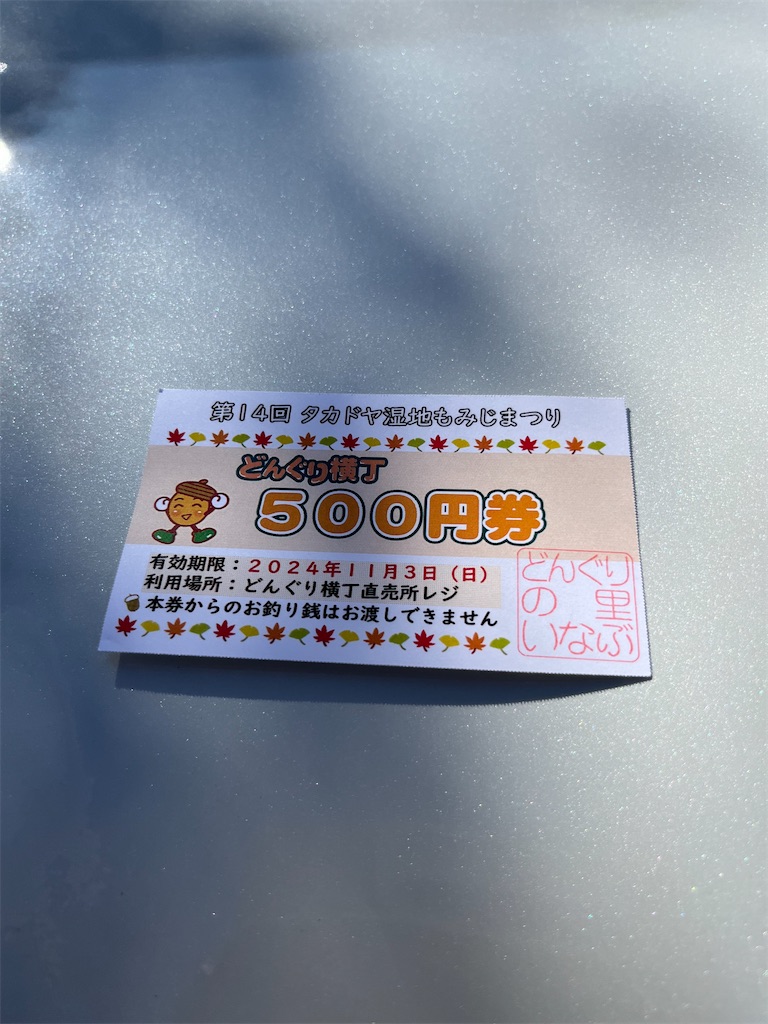 第14回 タカドヤ湿地もみじまつり
どんぐり横丁
500円券
有効期限：2024年11月3日（日）
利用場所：どんぐり横丁直売所レジ
本券からのお釣り銭はお渡しできません
どんぐり
の里
いなぶ